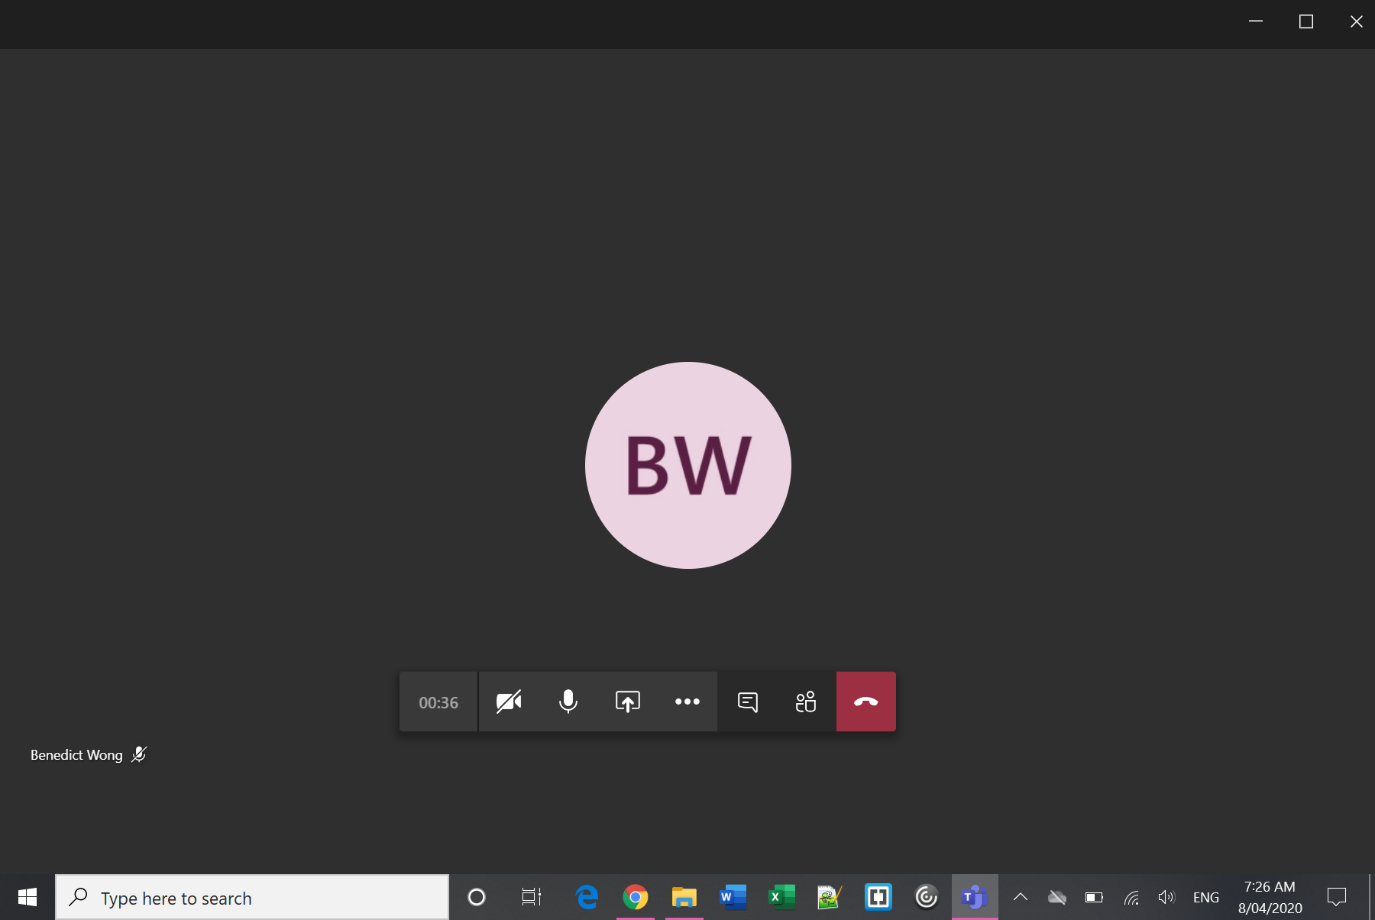 BW
00:36
Benedict Wong
Type here to search
ENG
7:26 AM
8/04/2020